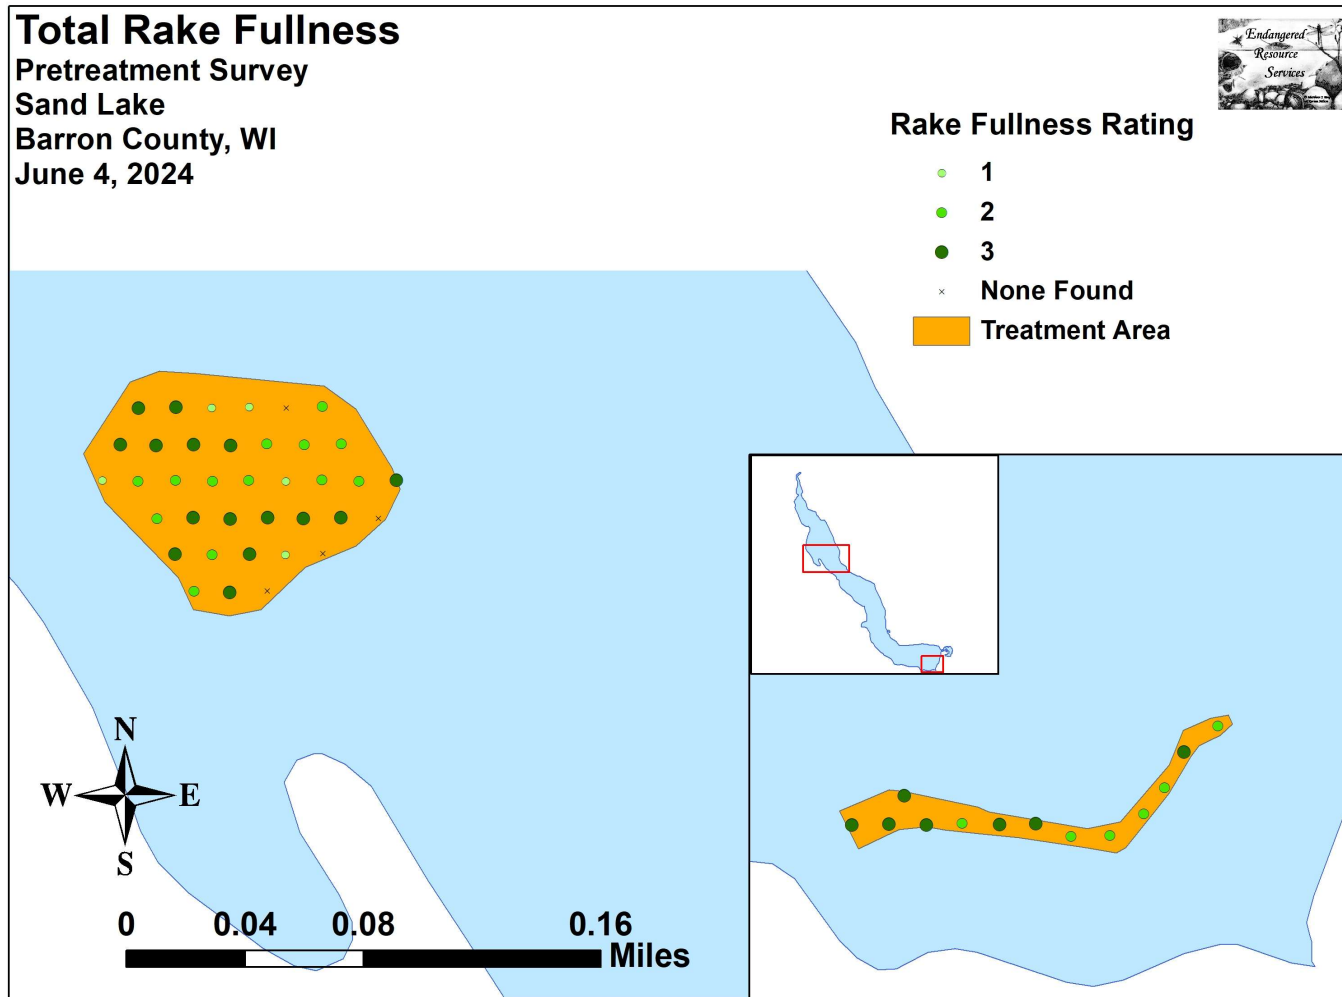 Total Rake Fullness
Pretreatment Survey
Sand Lake
Barron County, WI
June 4, 2024
Endangered
Resource
Services
Rake Fullness Rating
1
2
3
None Found
Treatment Area
N
W E
S
0 0.04 0.08 0.16
Miles